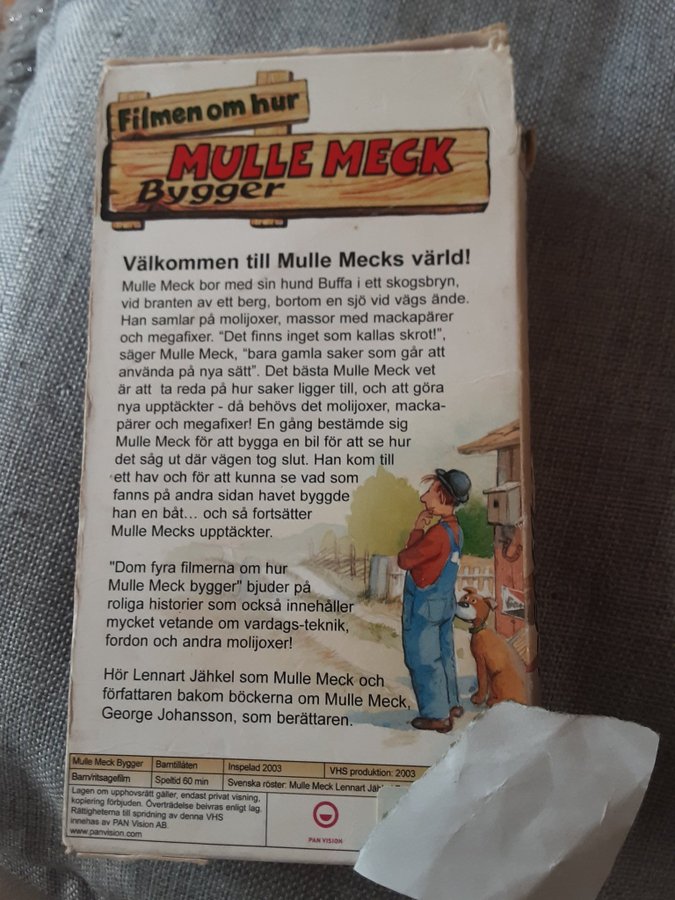 Filmen om hur
MULLE MECK
Bygger
Välkommen till Mulle Mecks värld!
Mulle Meck bor med sin hund Buffa i ett skogsbryn,
vid branten av ett berg, bortom en sjö vid vägs ände.
Han samlar på molijoxer, massor med mackapärer
och megafixer. "Det finns inget som kallas skrot!",
säger Mulle Meck, "bara gamla saker som går att
använda på nya sätt". Det bästa Mulle Meck vet
är att ta reda på hur saker ligger till, och att göra
nya upptäckter - då behövs det molijoxer, macka-
pärer och megafixer! En gång bestämde sig
Mulle Meck för att bygga en bil för att se hur
det såg ut där vägen tog slut. Han kom till
ett hav och för att kunna se vad som
fanns på andra sidan havet byggde
han en båt... och så fortsätter
Mulle Mecks upptäckter.
"Dom fyra filmerna om hur
Mulle Meck bygger" bjuder på
roliga historier som också innehåller
mycket vetande om vardags-teknik,
fordon och andra molijoxer!
Hör Lennart Jähkel som Mulle Meck och
författaren bakom böckerna om Mulle Meck,
George Johansson, som berättaren.
Mulle Meck Bygger Barntillåten Inspelad 2003 VHS produktion: 2003
Barn/ritsagefilm Speltid 60 min Svenska röster: Mulle Meck Lennart
Lagen om upphovsrätt gäller, endast privat visning,
kopiering förbjuden. Överträdelse beivras enligt lag.
Rättigheterna till spridning av denna VHS
innehas av PAN Vision AB.
www.panvision.com
PAN VISION